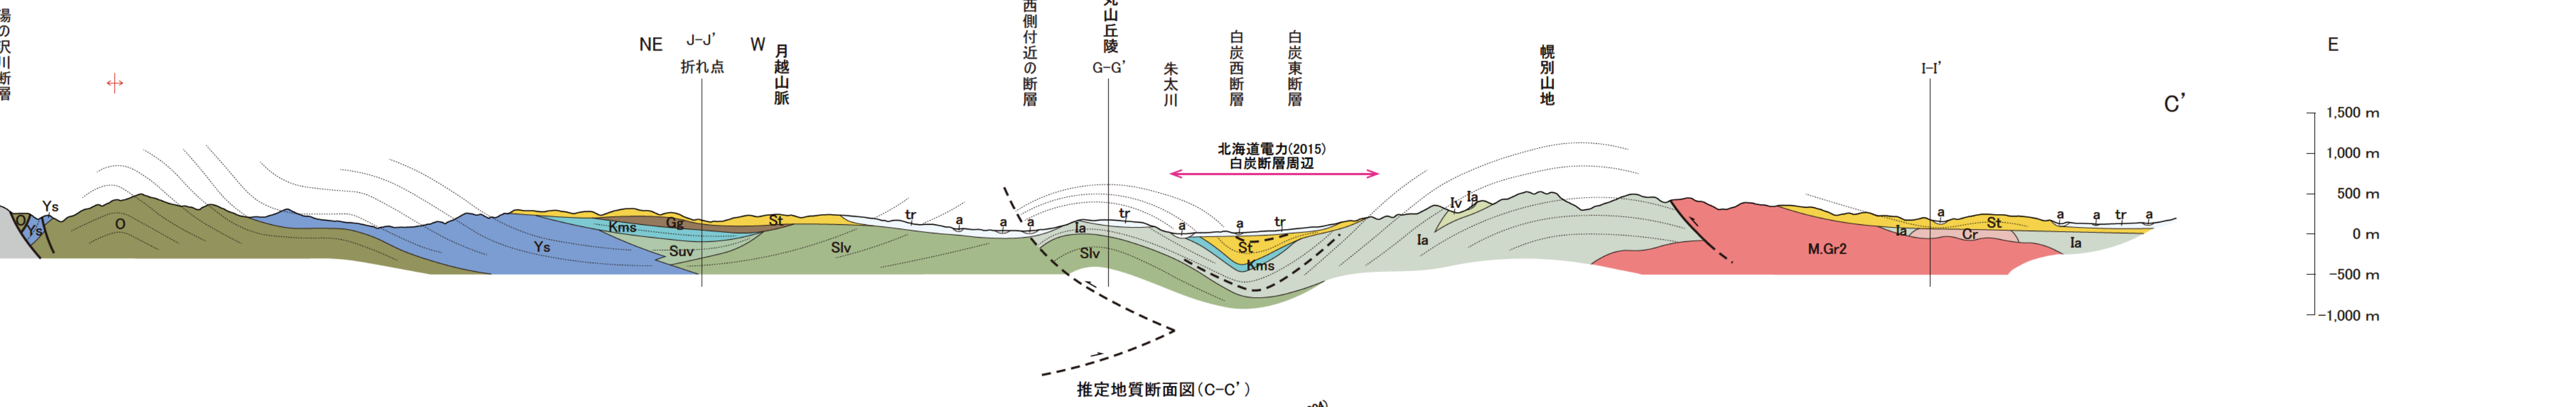 湯の沢川断層
NE
J-J'
折れ点
W
月越山脈
西側付近の断層
丸山丘陵
G-G'
朱太川
白炭西断層
白炭東断層
幌別山地
I-I'
E
C'
1,500 m
1,000 m
500 m
0 m
-500 m
-1,000 m
北海道電力(2015)
白炭断層周辺
O
Ys
Ys
O
Ys
Kms
Gg
St
Suv
Slv
tr
a
a
a
Ia
Slv
tr
a
a
tr
St
Kms
Iv
Ia
Ia
M.Gr2
Ia
a
Cr
St
a
a
tr
a
Ia
推定地質断面図(C-C')